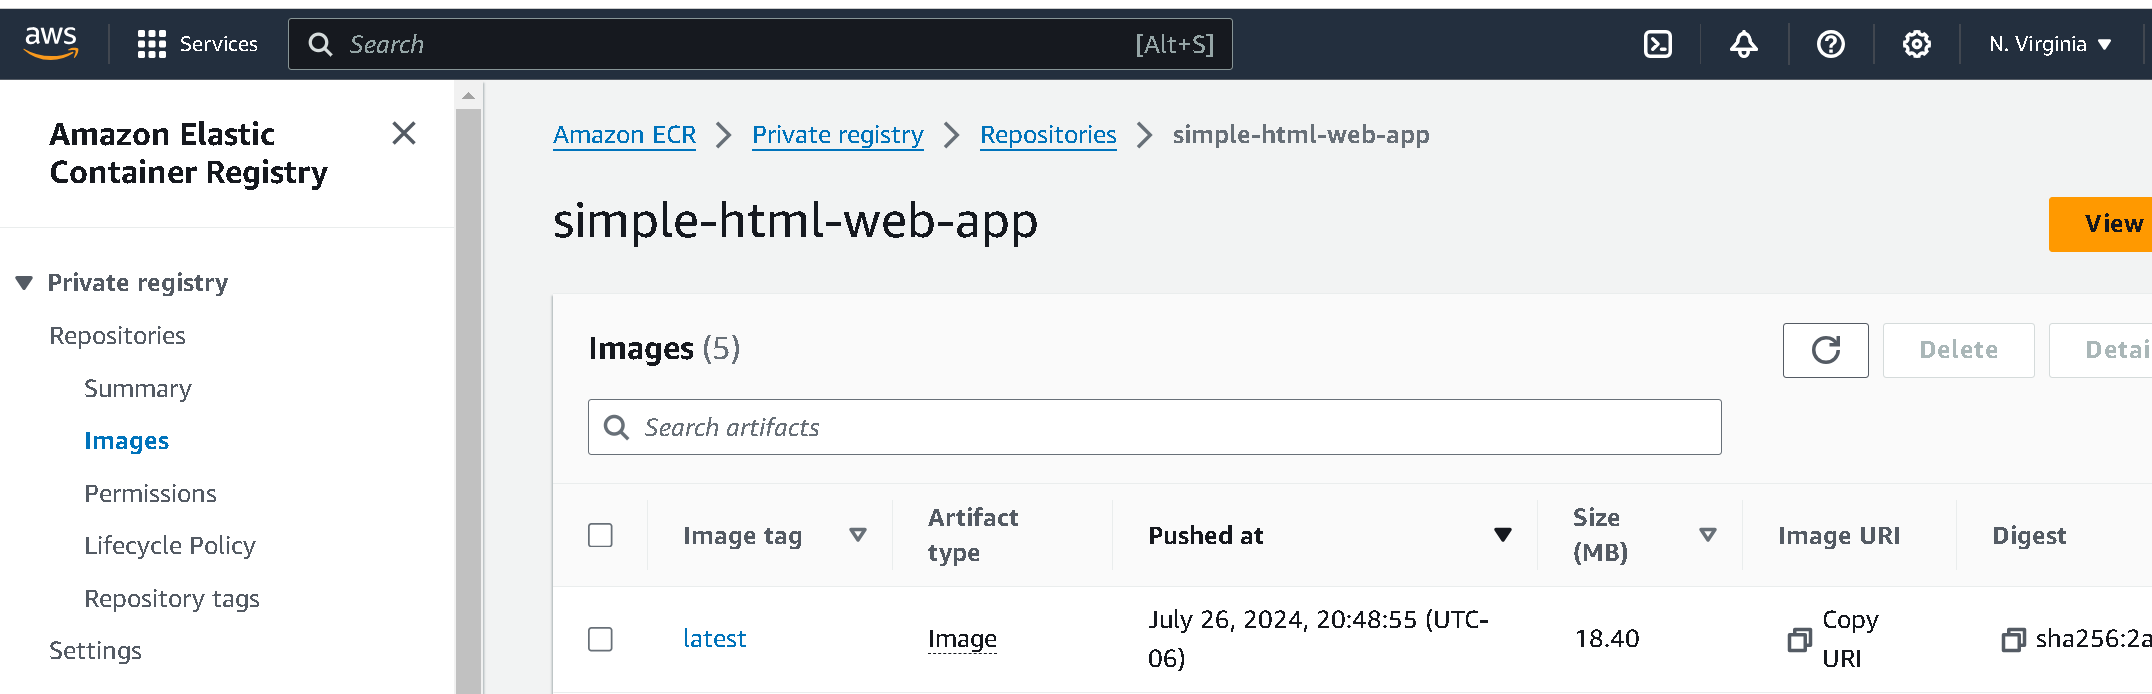 aws
Services
Search
[Alt+S]
N. Virginia
Amazon Elastic
Container Registry
Private registry
Repositories
Summary
Images
Permissions
Lifecycle Policy
Repository tags
Settings
Amazon ECR
Private registry
Repositories
simple-html-web-app
simple-html-web-app
View
Images (5)
Delete
Detai
Search artifacts
Image tag
Artifact
type
Pushed at
Size
(MB)
Image URI
Digest
latest
Image
July 26, 2024, 20:48:55 (UTC-
06)
18.40
Copy
URI
sha256:2a